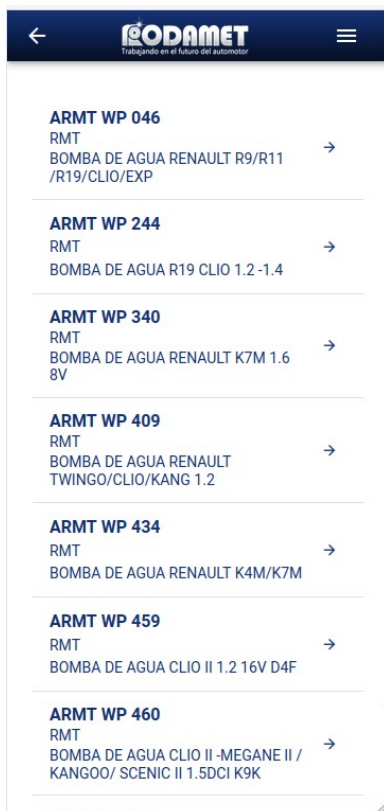 RODAMET
Trabajando en el futuro del automotor
ARMT WP 046
RMT
BOMBA DE AGUA RENAULT R9/R11
/R19/CLIO/EXP
ARMT WP 244
RMT
BOMBA DE AGUA R19 CLIO 1.2 -1.4
ARMT WP 340
RMT
BOMBA DE AGUA RENAULT K7M 1.6
8V
ARMT WP 409
RMT
BOMBA DE AGUA RENAULT
TWINGO/CLIO/KANG 1.2
ARMT WP 434
RMT
BOMBA DE AGUA RENAULT K4M/K7M
ARMT WP 459
RMT
BOMBA DE AGUA CLIO II 1.2 16V D4F
ARMT WP 460
RMT
BOMBA DE AGUA CLIO II -MEGANE II /
KANGOO/ SCENIC II 1.5DCI K9K